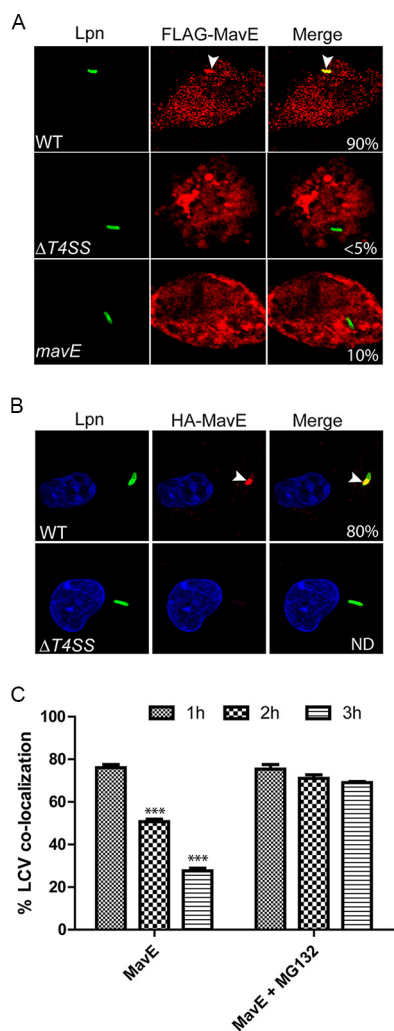 A
Lpn FLAG-MavE Merge
WT 90%
ΔT4SS <5%
mavE 10%
B
Lpn HA-MavE Merge
WT 80%
ΔT4SS ND
C
1h 2h 3h
100
80
60
40
20
0
% LCV co-localization
*** ***
MavE MavE + MG132